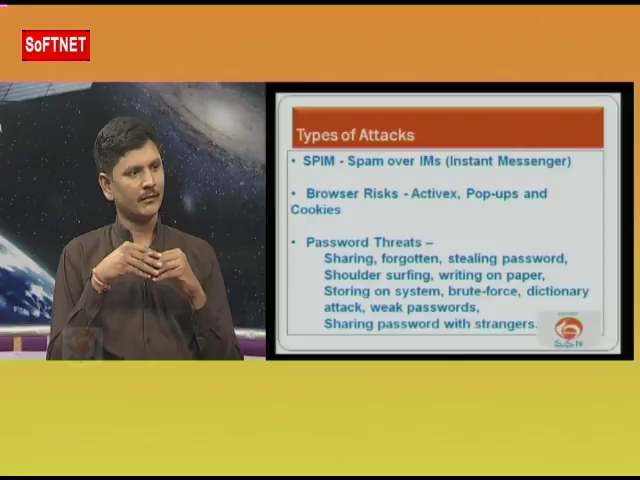 SoFTNET
Types of Attacks
• SPIM - Spam over IMs (Instant Messenger)
• Browser Risks - Activex, Pop-ups and
Cookies
• Password Threats –
Sharing, forgotten, stealing password,
Shoulder surfing, writing on paper,
Storing on system, brute-force, dictionary
attack, weak passwords,
Sharing password with strangers.